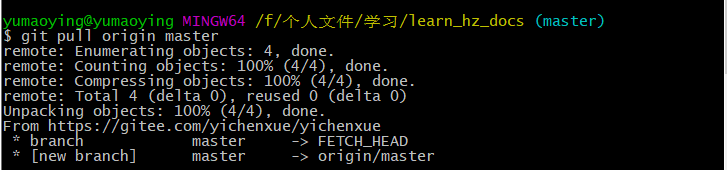 yumaoying@yumaoying MINGW64 /f/个人文件/学习/learn_hz_docs (master)
$ git pull origin master
remote: Enumerating objects: 4, done.
remote: Counting objects: 100% (4/4), done.
remote: Compressing objects: 100% (4/4), done.
remote: Total 4 (delta 0), reused 0 (delta 0)
Unpacking objects: 100% (4/4), done.
From https://gitee.com/yichenxue/yichenxue
 * branch            master     -> FETCH_HEAD
 * [new branch]      master     -> origin/master